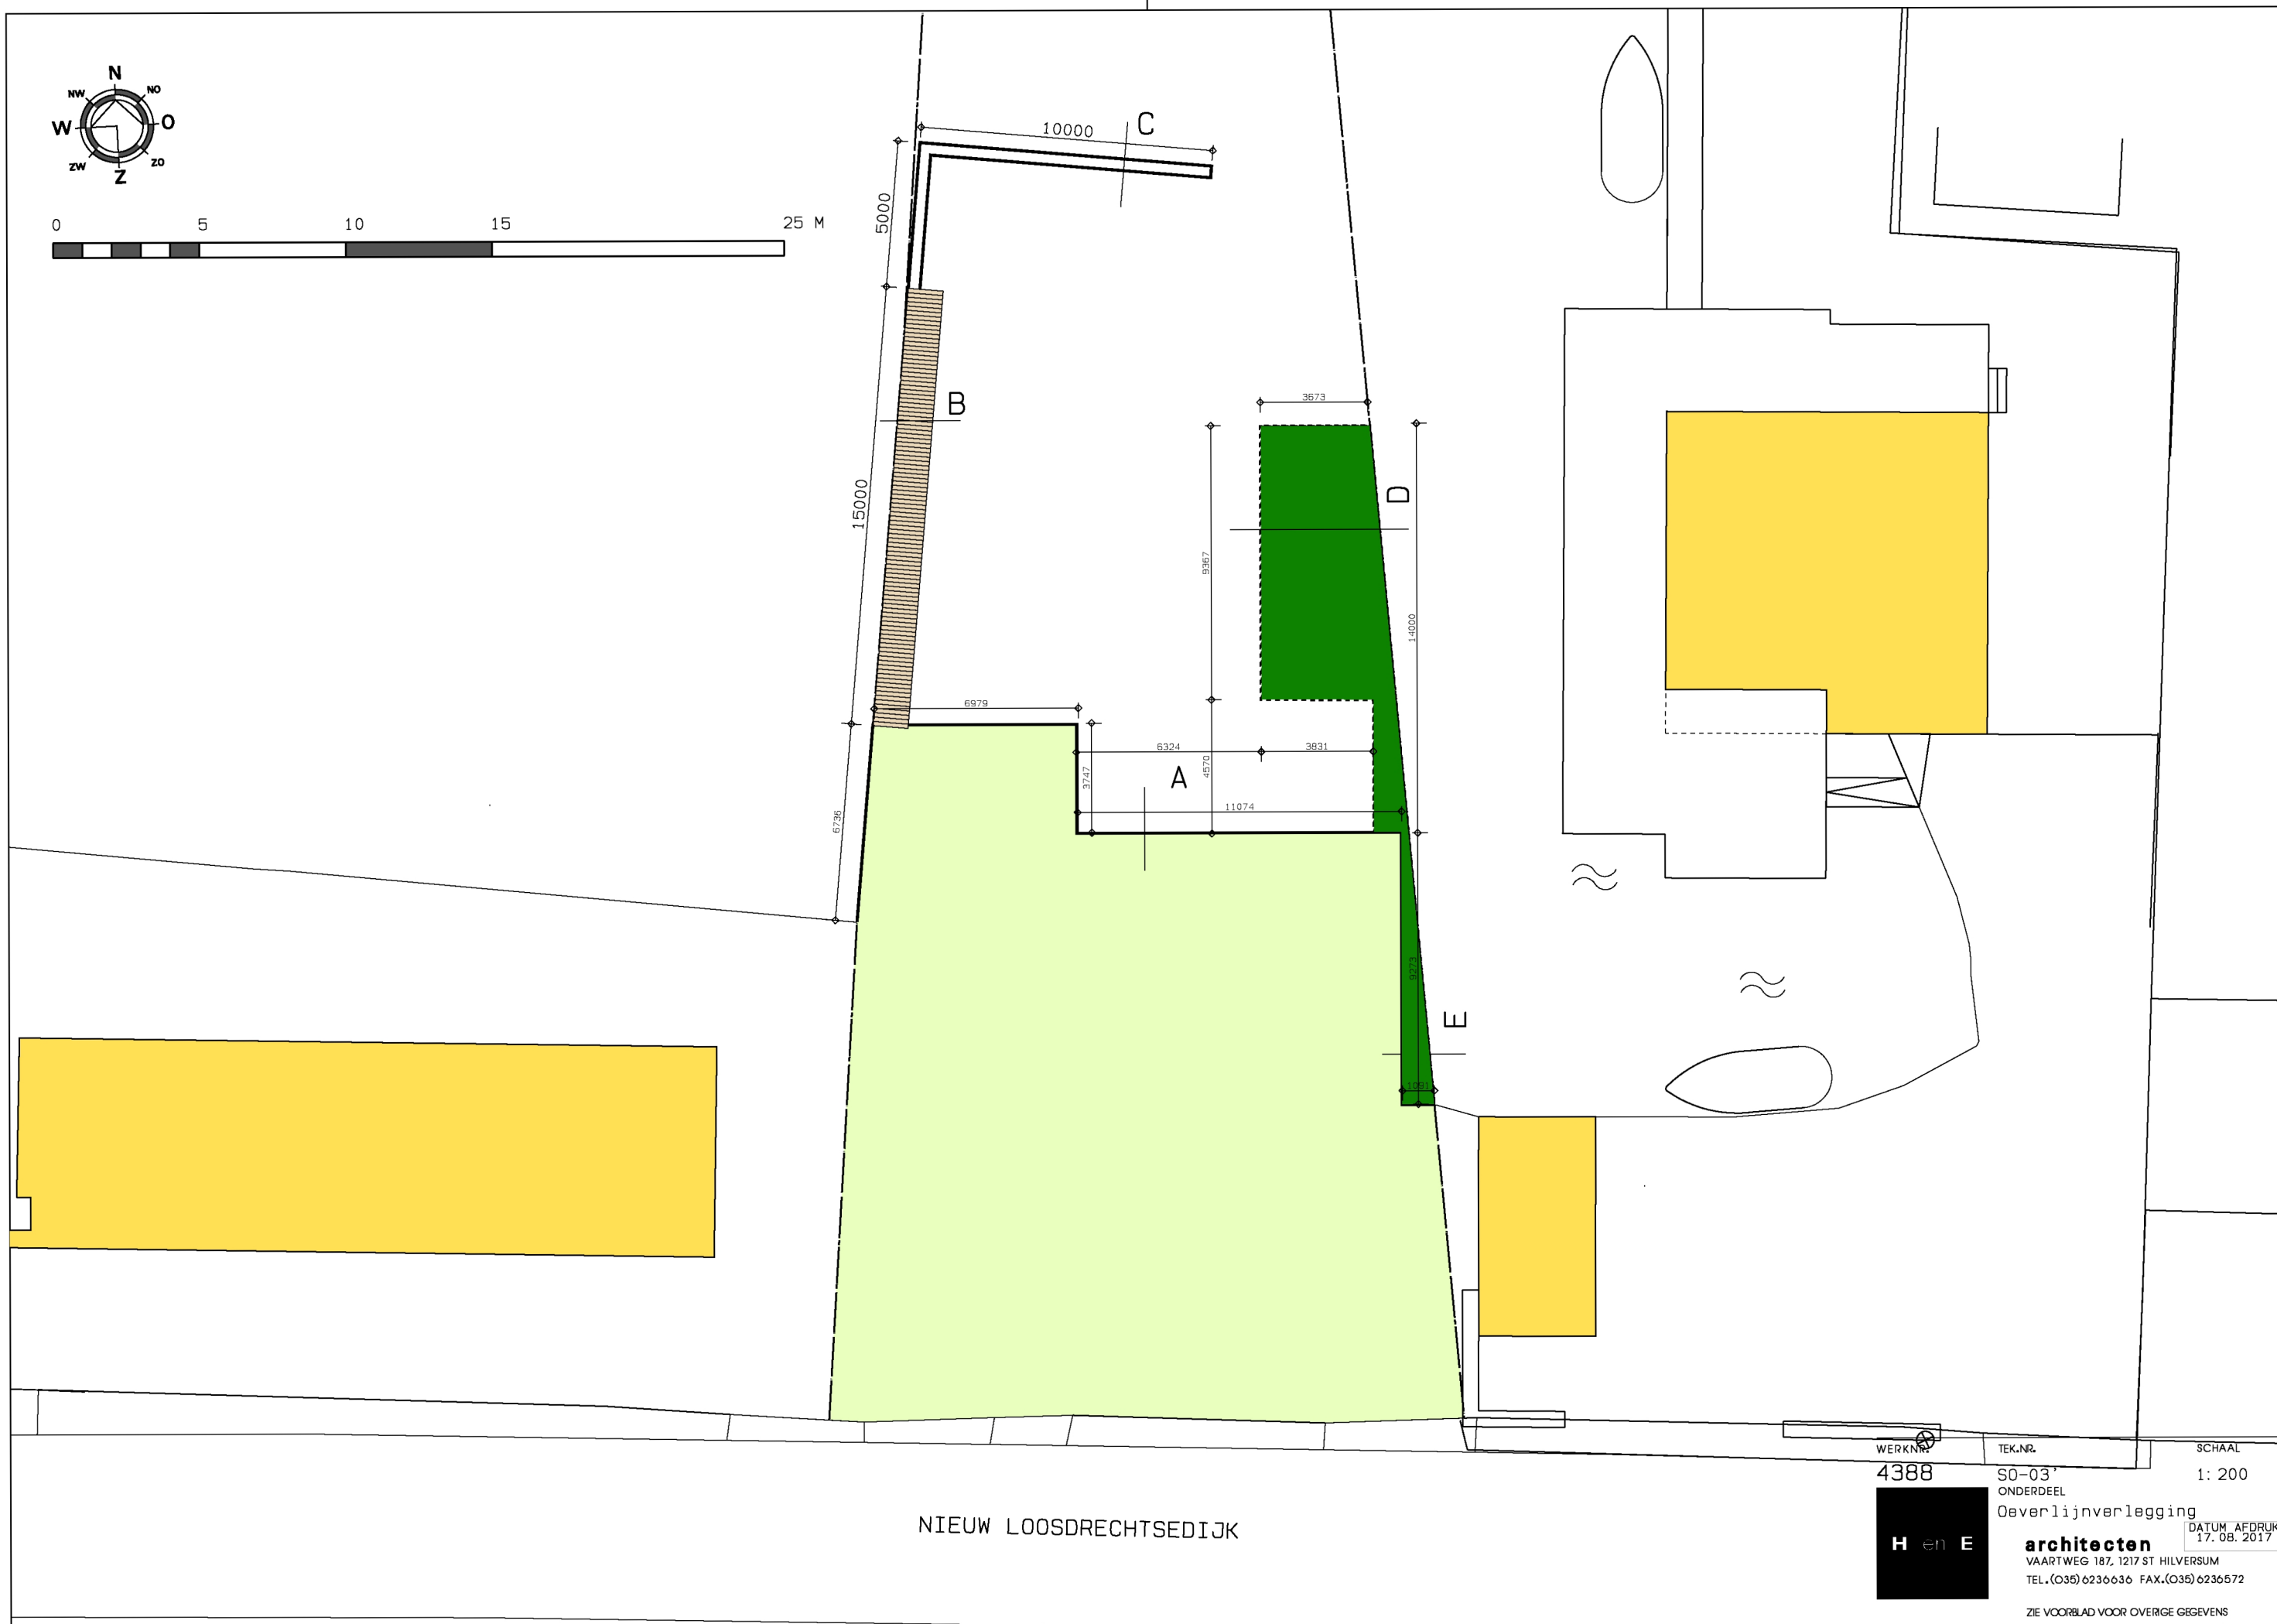 N
NW
NO
W
O
ZW
ZO
Z
0 5 10 15 25 M
10000
C
5000
B
15000
3673
D
9367
14000
6979
6324
3831
3747
4570
A
11074
6736
9273
E
1091
NIEUW LOOSDRECHTSEDIJK
WERKNR. TEK.NR. SCHAAL
4388 SO-03' 1:200
ONDERDEEL
Oeverlijnverlegging
DATUM AFDRUK
17.08.2017
H en E
architecten
VAARTWEG 187, 1217 ST HILVERSUM
TEL.(035)6236636 FAX.(035)6236572
ZIE VOORBLAD VOOR OVERIGE GEGEVENS